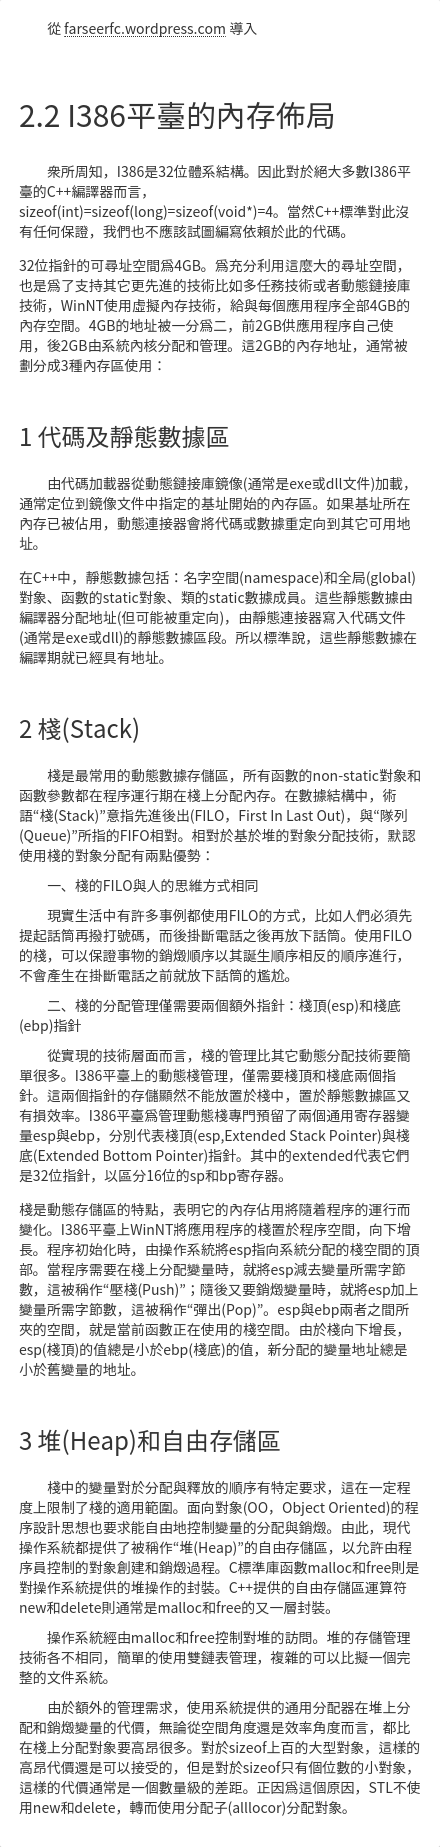 從 farseerfc.wordpress.com 導入
2.2 I386平臺的內存佈局
衆所周知，I386是32位體系結構。因此對於絕大多數I386平
臺的C++編譯器而言，
sizeof(int)=sizeof(long)=sizeof(void*)=4。當然C++標準對此沒
有任何保證，我們也不應該試圖編寫依賴於此的代碼。
32位指針的可尋址空間爲4GB。爲充分利用這麼大的尋址空間，
也是爲了支持其它更先進的技術比如多任務技術或者動態鏈接庫
技術，WinNT使用虛擬內存技術，給與每個應用程序全部4GB的
內存空間。4GB的地址被一分爲二，前2GB供應用程序自己使
用，後2GB由系統內核分配和管理。這2GB的內存地址，通常被
劃分成3種內存區使用：
1 代碼及靜態數據區
由代碼加載器從動態鏈接庫鏡像(通常是exe或dll文件)加載，
通常定位到鏡像文件中指定的基址開始的內存區。如果基址所在
內存已被佔用，動態連接器會將代碼或數據重定向到其它可用地
址。
在C++中，靜態數據包括：名字空間(namespace)和全局(global)
對象、函數的static對象、類的static數據成員。這些靜態數據由
編譯器分配地址(但可能被重定向)，由靜態連接器寫入代碼文件
(通常是exe或dll)的靜態數據區段。所以標準說，這些靜態數據在
編譯期就已經具有地址。
2 棧(Stack)
棧是最常用的動態數據存儲區，所有函數的non-static對象和
函數參數都在程序運行期在棧上分配內存。在數據結構中，術
語“棧(Stack)”意指先進後出(FILO，First In Last Out)，與“隊列
(Queue)”所指的FIFO相對。相對於基於堆的對象分配技術，默認
使用棧的對象分配有兩點優勢：
一、棧的FILO與人的思維方式相同
現實生活中有許多事例都使用FILO的方式，比如人們必須先
提起話筒再撥打號碼，而後掛斷電話之後再放下話筒。使用FILO
的棧，可以保證事物的銷燬順序以其誕生順序相反的順序進行，
不會產生在掛斷電話之前就放下話筒的尷尬。
二、棧的分配管理僅需要兩個額外指針：棧頂(esp)和棧底
(ebp)指針
從實現的技術層面而言，棧的管理比其它動態分配技術要簡
單很多。I386平臺上的動態棧管理，僅需要棧頂和棧底兩個指
針。這兩個指針的存儲顯然不能放置於棧中，置於靜態數據區又
有損效率。I386平臺爲管理動態棧專門預留了兩個通用寄存器變
量esp與ebp，分別代表棧頂(esp,Extended Stack Pointer)與棧
底(Extended Bottom Pointer)指針。其中的extended代表它們
是32位指針，以區分16位的sp和bp寄存器。
棧是動態存儲區的特點，表明它的內存佔用將隨着程序的運行而
變化。I386平臺上WinNT將應用程序的棧置於程序空間，向下增
長。程序初始化時，由操作系統將esp指向系統分配的棧空間的頂
部。當程序需要在棧上分配變量時，就將esp減去變量所需字節
數，這被稱作“壓棧(Push)”；隨後又要銷燬變量時，就將esp加上
變量所需字節數，這被稱作“彈出(Pop)”。esp與ebp兩者之間所
夾的空間，就是當前函數正在使用的棧空間。由於棧向下增長，
esp(棧頂)的值總是小於ebp(棧底)的值，新分配的變量地址總是
小於舊變量的地址。
3 堆(Heap)和自由存儲區
棧中的變量對於分配與釋放的順序有特定要求，這在一定程
度上限制了棧的適用範圍。面向對象(OO，Object Oriented)的程
序設計思想也要求能自由地控制變量的分配與銷燬。由此，現代
操作系統都提供了被稱作“堆(Heap)”的自由存儲區，以允許由程
序員控制的對象創建和銷燬過程。C標準庫函數malloc和free則是
對操作系統提供的堆操作的封裝。C++提供的自由存儲區運算符
new和delete則通常是malloc和free的又一層封裝。
操作系統經由malloc和free控制對堆的訪問。堆的存儲管理
技術各不相同，簡單的使用雙鏈表管理，複雜的可以比擬一個完
整的文件系統。
由於額外的管理需求，使用系統提供的通用分配器在堆上分
配和銷燬變量的代價，無論從空間角度還是效率角度而言，都比
在棧上分配對象要高昂很多。對於sizeof上百的大型對象，這樣的
高昂代價還是可以接受的，但是對於sizeof只有個位數的小對象，
這樣的代價通常是一個數量級的差距。正因爲這個原因，STL不使
用new和delete，轉而使用分配子(alllocor)分配對象。